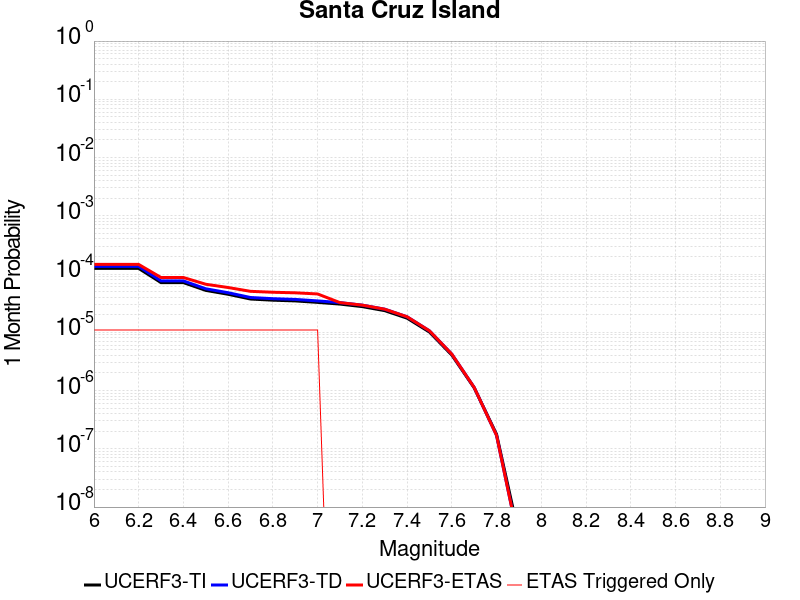 Santa Cruz Island
10^0
10^-1
10^-2
10^-3
10^-4
10^-5
10^-6
10^-7
10^-8
1 Month Probability
6 6.2 6.4 6.6 6.8 7 7.2 7.4 7.6 7.8 8 8.2 8.4 8.6 8.8 9
Magnitude
UCERF3-TI UCERF3-TD UCERF3-ETAS ETAS Triggered Only